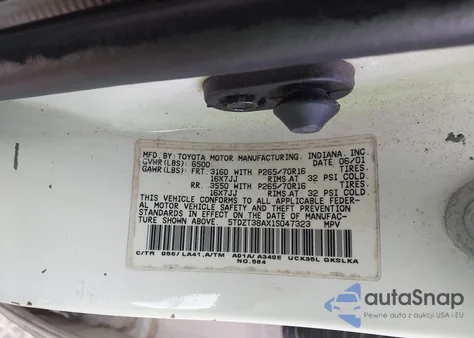 MFD.BY:TOYOTA MOTOR MANUFACTURING, INDIANA, INC.
GVWR(LBS):6500 DATE 06/01
GAWR(LBS): FRT. 3160 WITH P265/70R16 TIRES.
16X7JJ RIMS.AT 32 PSI COLD.
RR. 3550 WITH P265/70R16 TIRES.
16X7JJ RIMS.AT 32 PSI COLD.
THIS VEHICLE CONFORMS TO ALL APPLICABLE FEDER-
AL MOTOR VEHICLE SAFETY AND BUMPER
STANDARDS IN EFFECT ON THE DATE OF MANUFAC-
TURE SHOWN ABOVE. 5TDZT38AX1S047323 MPV
C/TR 056/LA41,A/TM A01A/A340E UCK35L GKSLKA
NO.584
autoSnap
Pewne auta z aukcji USA i EU